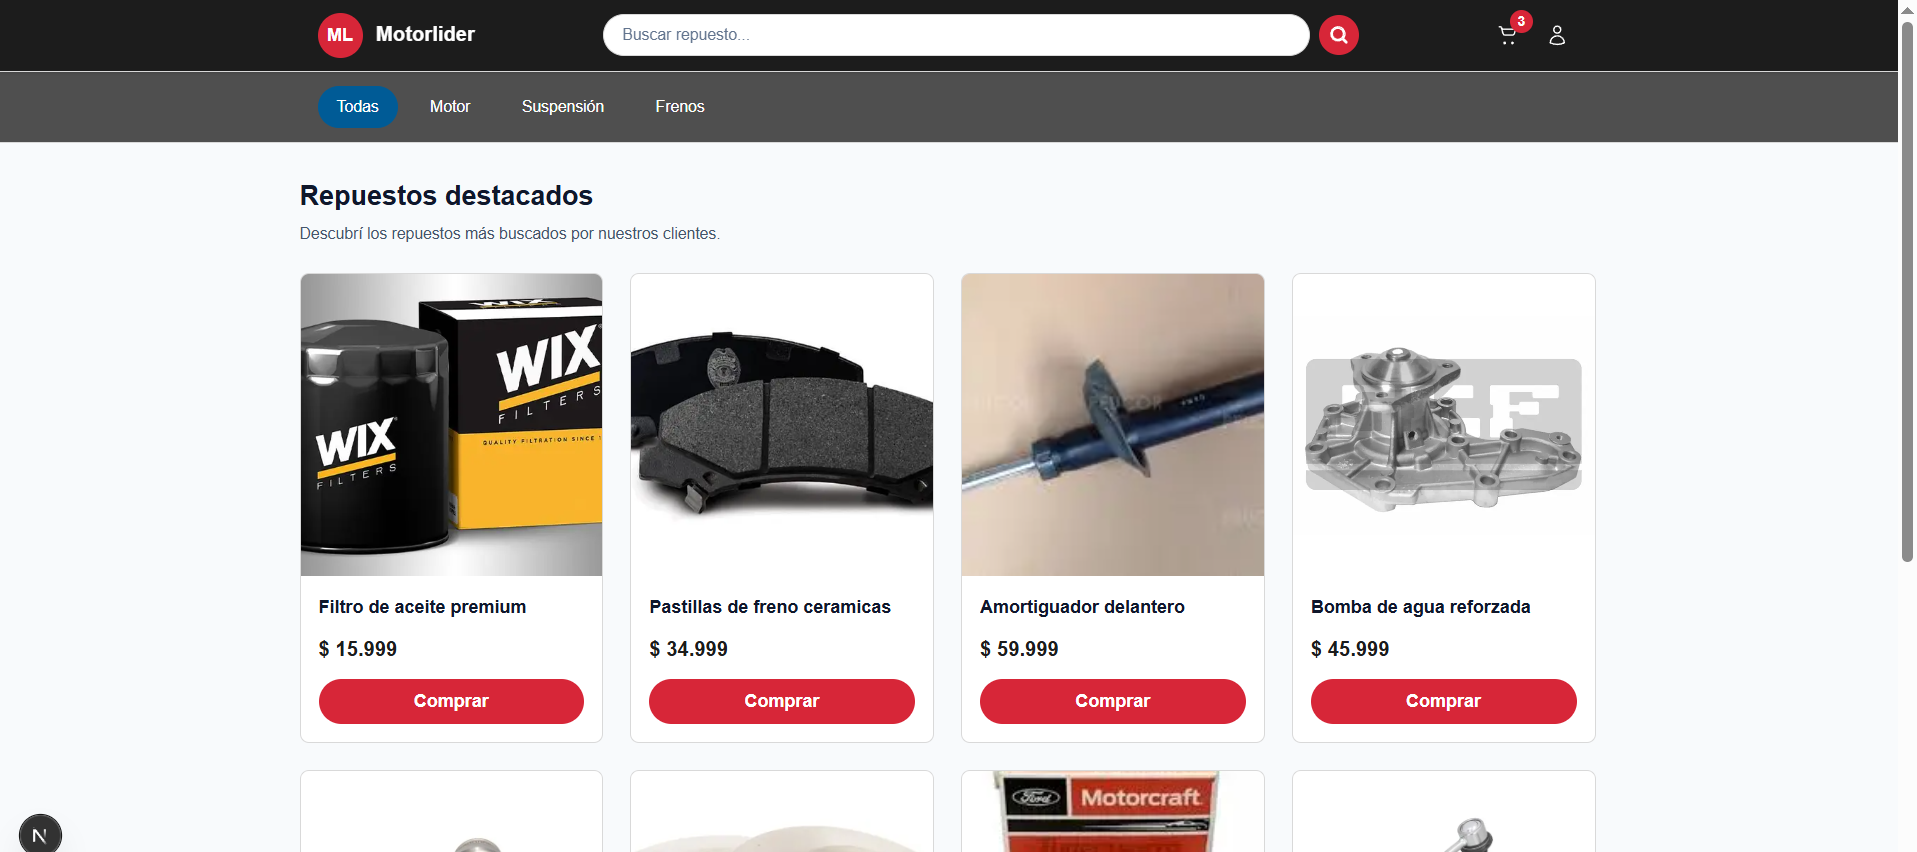 ML Motorlider
Buscar repuesto...
3
Todas Motor Suspensión Frenos
Repuestos destacados
Descubrí los repuestos más buscados por nuestros clientes.
WIX
WIX
FILTERS
QUALITY FILTRATION SINCE 1
WIX
FILTERS
Filtro de aceite premium
$ 15.999
Comprar
Pastillas de freno ceramicas
$ 34.999
Comprar
Amortiguador delantero
$ 59.999
Comprar
Bomba de agua reforzada
$ 45.999
Comprar
Ford Motorcraft
N